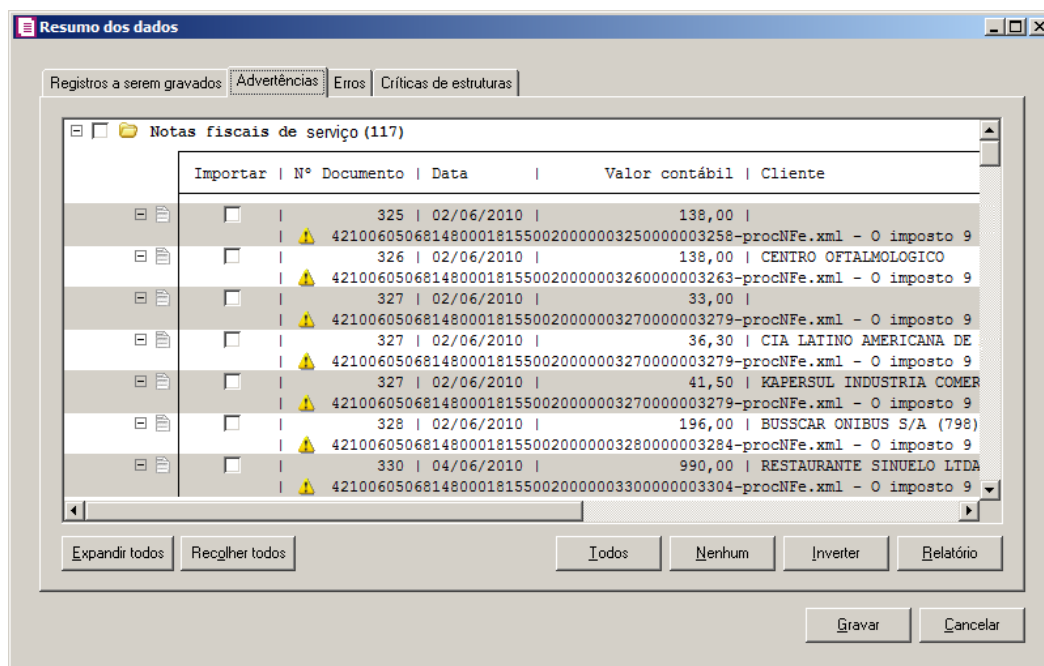 Resumo dos dados
Registros a serem gravados Advertências Erros Críticas de estruturas
Notas fiscais de serviço (117)
Importar | Nº Documento | Data | Valor contábil | Cliente
| 325 | 02/06/2010 | 138,00 |
| 42100605068148000181550020000003250000003258-procNFe.xml - O imposto 9
| 326 | 02/06/2010 | 138,00 | CENTRO OFTALMOLOGICO
| 42100605068148000181550020000003260000003263-procNFe.xml - O imposto 9
| 327 | 02/06/2010 | 33,00 |
| 42100605068148000181550020000003270000003279-procNFe.xml - O imposto 9
| 327 | 02/06/2010 | 36,30 | CIA LATINO AMERICANA DE
| 42100605068148000181550020000003270000003279-procNFe.xml - O imposto 9
| 327 | 02/06/2010 | 41,50 | KAPERSUL INDUSTRIA COMER
| 42100605068148000181550020000003270000003279-procNFe.xml - O imposto 9
| 328 | 02/06/2010 | 196,00 | BUSSCAR ONIBUS S/A (798)
| 42100605068148000181550020000003280000003284-procNFe.xml - O imposto 9
| 330 | 04/06/2010 | 990,00 | RESTAURANTE SINUELO LTDA
| 42100605068148000181550020000003300000003304-procNFe.xml - O imposto 9
Expandir todos Recolher todos Todos Nenhum Inverter Relatório
Gravar Cancelar